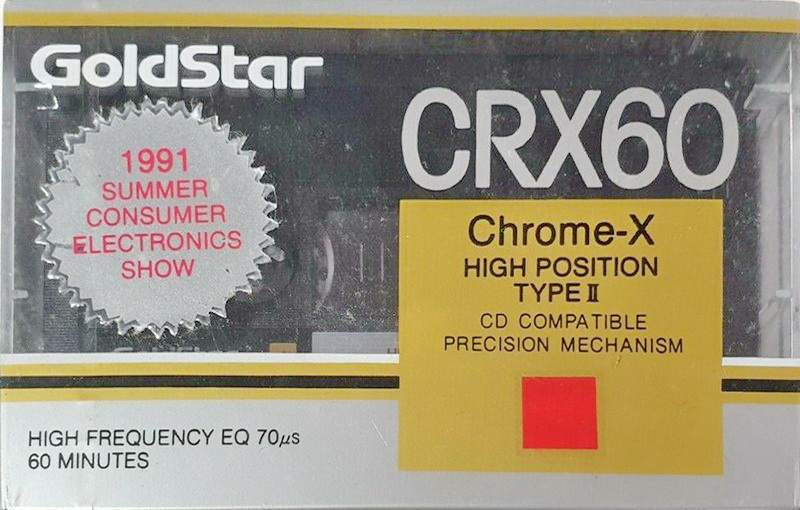 GoldStar
CRX60
1991
SUMMER
CONSUMER
ELECTRONICS
SHOW
Chrome-X
HIGH POSITION
TYPE II
CD COMPATIBLE
PRECISION MECHANISM
HIGH FREQUENCY EQ 70μs
60 MINUTES